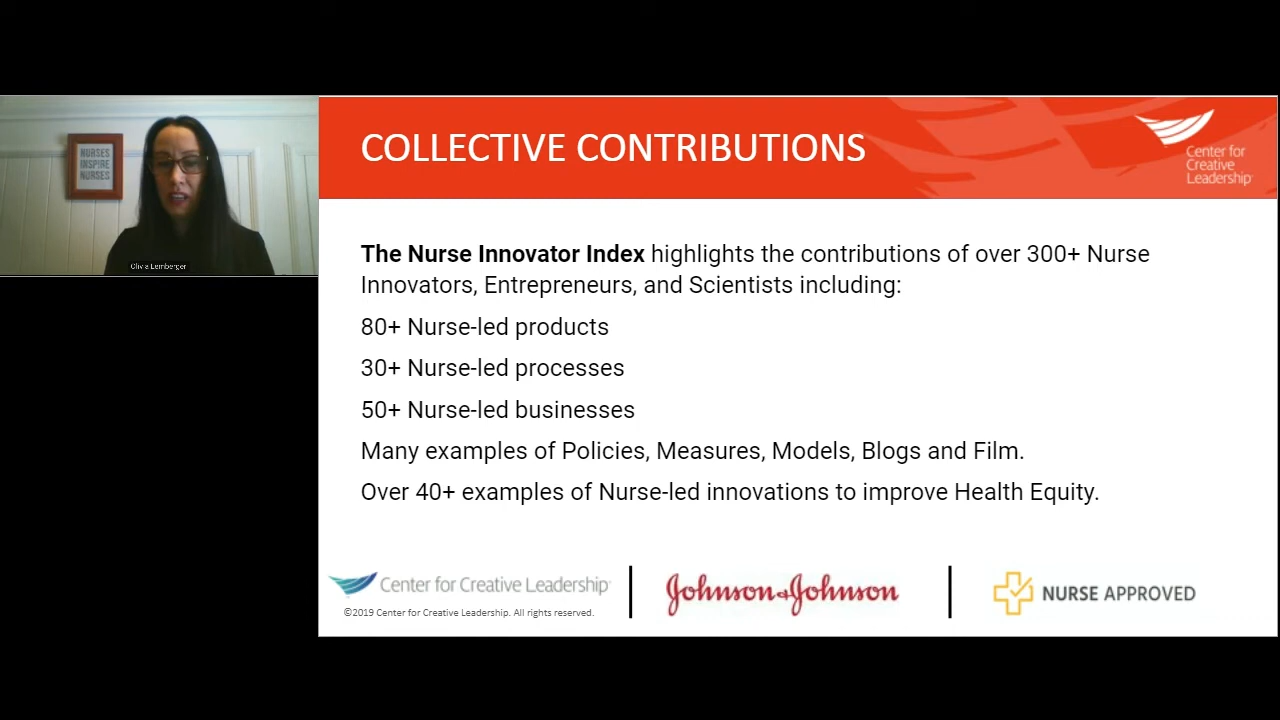 NURSES
INSPIRE
NURSES
Olivia Lemberger
COLLECTIVE CONTRIBUTIONS
Center for
Creative
Leadership
The Nurse Innovator Index highlights the contributions of over 300+ Nurse
Innovators, Entrepreneurs, and Scientists including:
80+ Nurse-led products
30+ Nurse-led processes
50+ Nurse-led businesses
Many examples of Policies, Measures, Models, Blogs and Film.
Over 40+ examples of Nurse-led innovations to improve Health Equity.
Center for Creative Leadership
©2019 Center for Creative Leadership. All rights reserved.
Johnson & Johnson
NURSE APPROVED